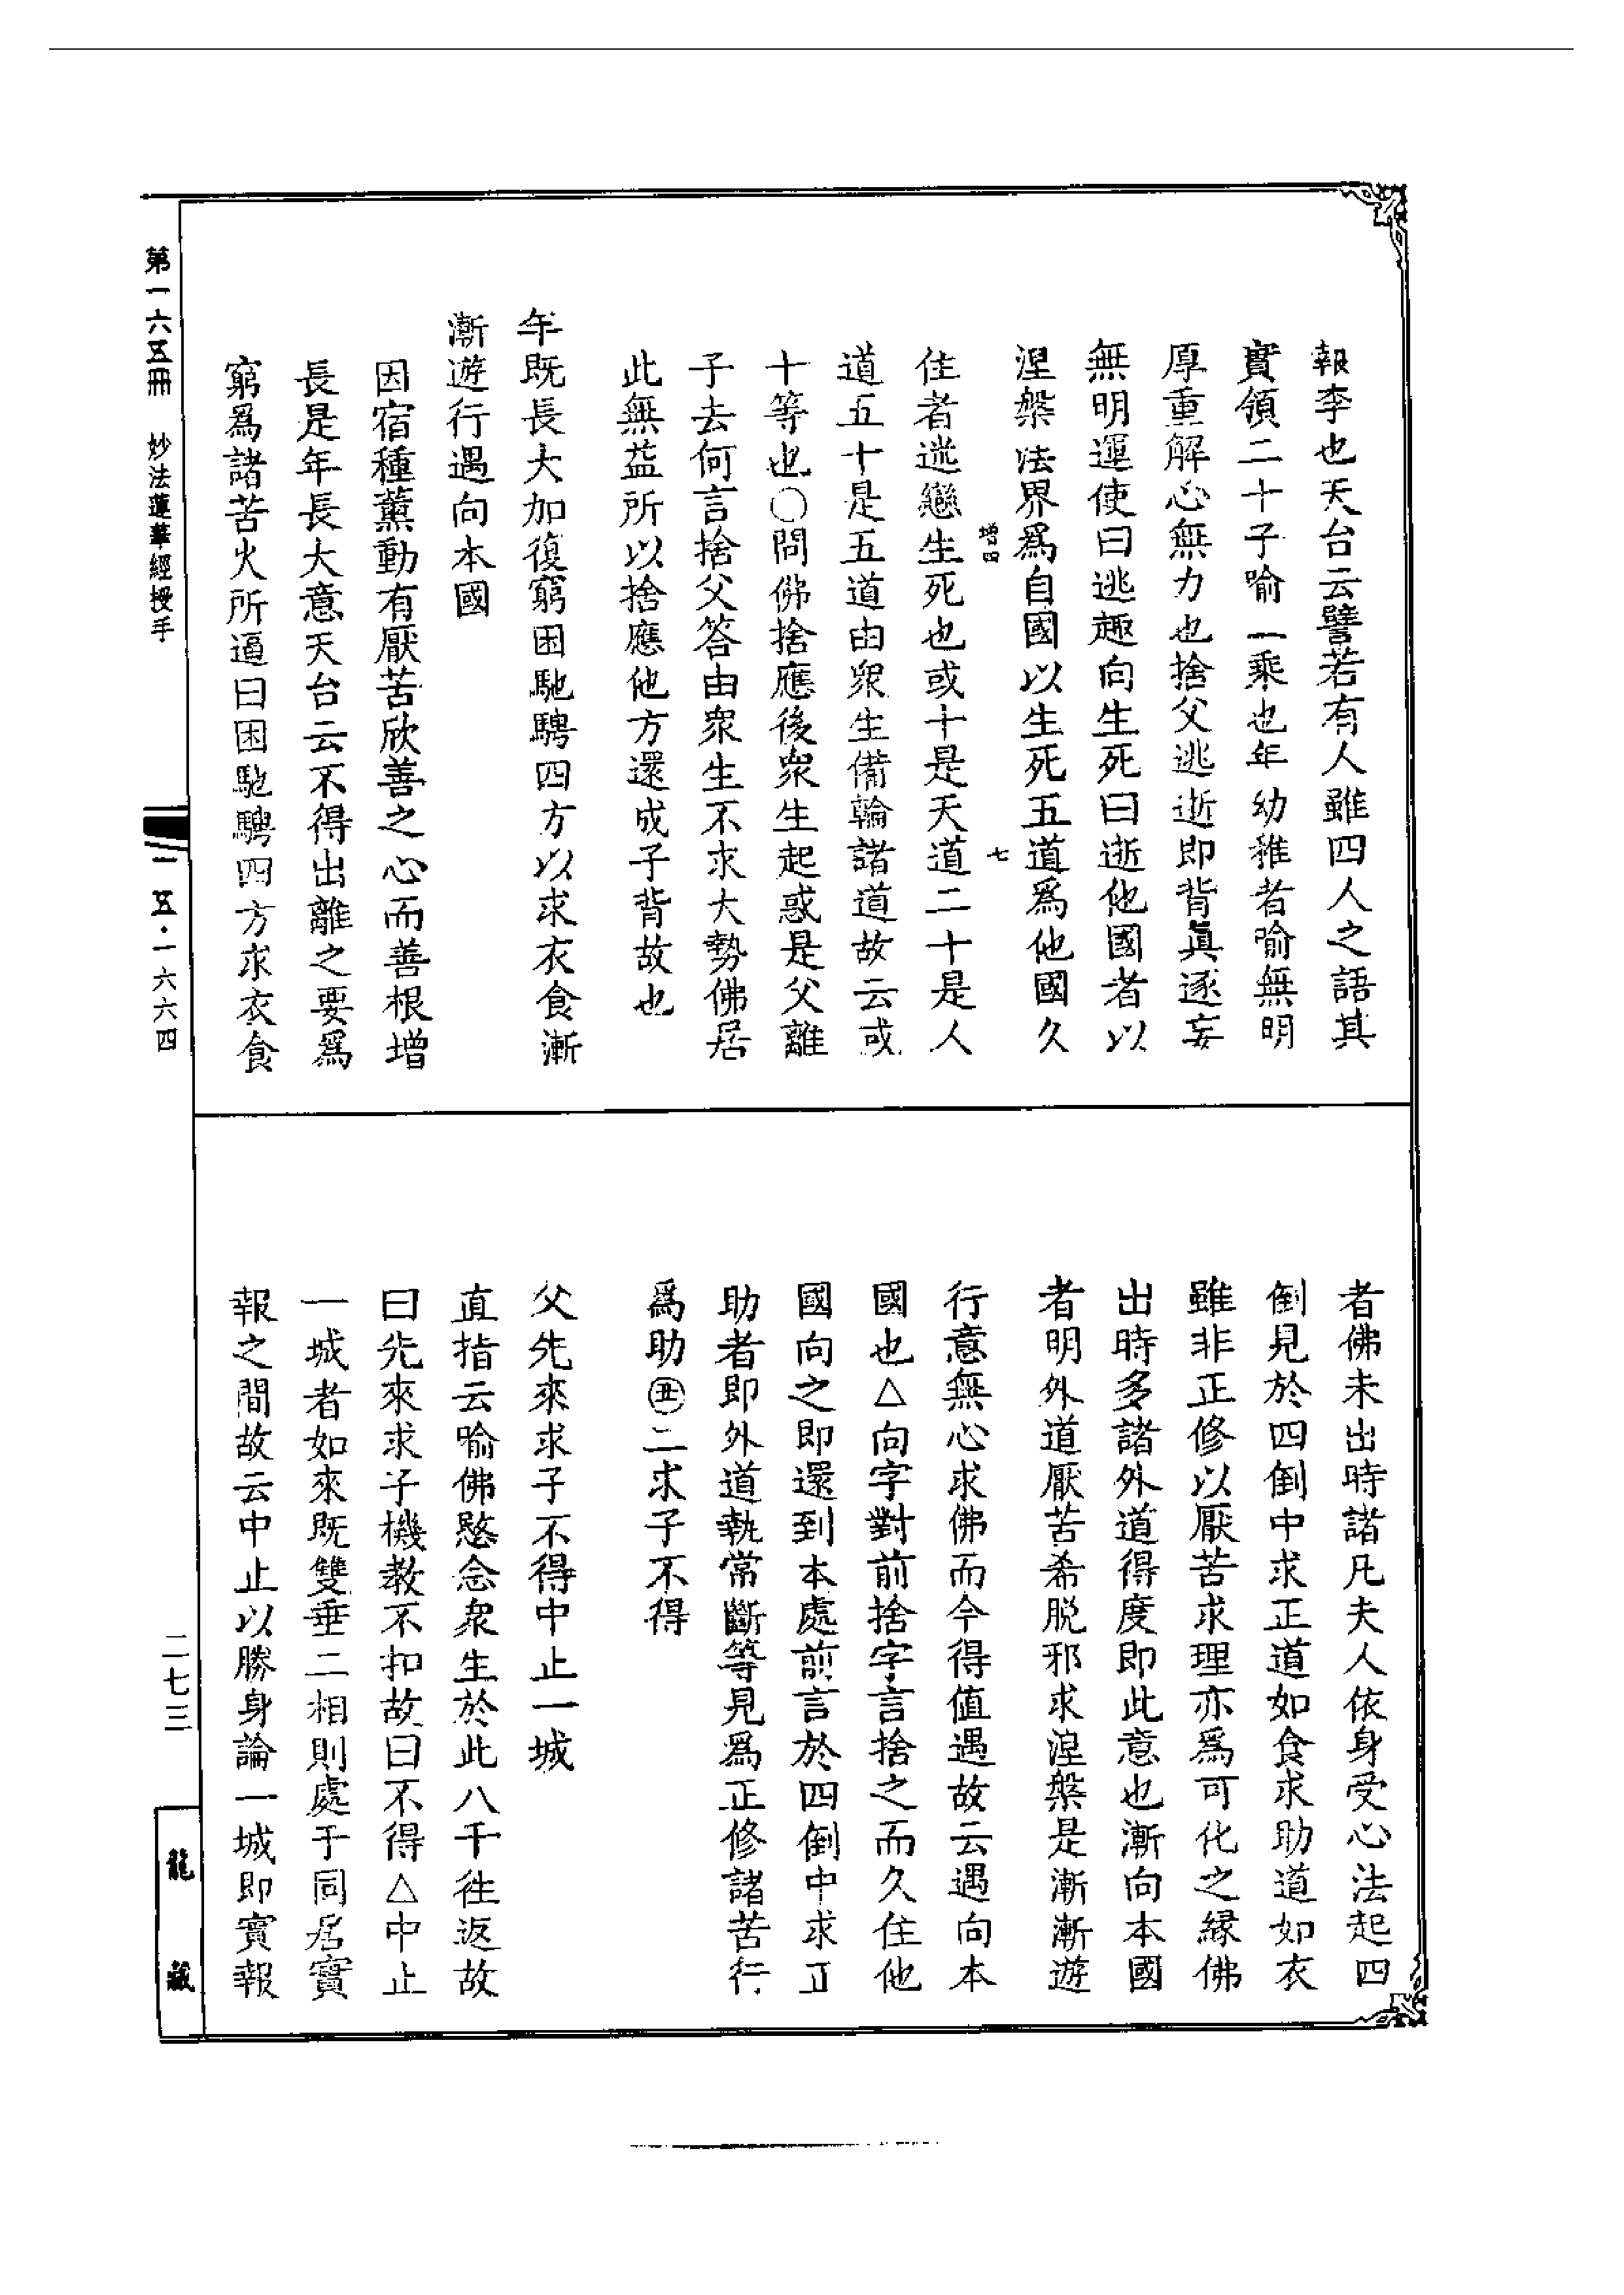 報李也天台云譬若有人雖四人之語其
實領二十子喻一乘也年幼稚者喻無明
厚重解心無力也捨父逃逝即背真逐妄
無明運使曰逃趣向生死曰逝他國者以
涅槃法界爲自國以生死五道爲他國久
增四　七
住者迷戀生死也或十是天道二十是人
道五十是五道由眾生備輪諸道故云或
十等也〇問佛捨應後眾生起惑是父離
子去何言捨父答由眾生不求大勢佛居
此無益所以捨應他方還成子背故也
年既長大加復窮困馳騁四方以求衣食漸
漸遊行遇向本國
因宿種薰動有厭苦欣善之心而善根增
長是年長大意天台云不得出離之要爲
窮爲諸苦火所逼曰困馳騁四方求衣食
者佛未出時諸凡夫人依身受心法起四
倒見於四倒中求正道如食求助道如衣
雖非正修以厭苦求理亦爲可化之緣佛
出時多諸外道得度即此意也漸向本國
者明外道厭苦希脫邪求涅槃是漸漸遊
行意無心求佛而今得值遇故云遇向本
國也△向字對前捨字言捨之而久住他
國向之即還到本處前言於四倒中求正
助者即外道執常斷等見爲正修諸苦行
爲助㊄二求子不得
父先來求子不得中止一城
直指云喻佛愍念眾生於此八千往返故
曰先來求子機教不扣故曰不得△中止
一城者如來既雙垂二相則處于同居實
報之間故云中止以勝身論一城即實報
第一六五冊　妙法蓮華經授手
一五·一六六四
二七三
龍藏